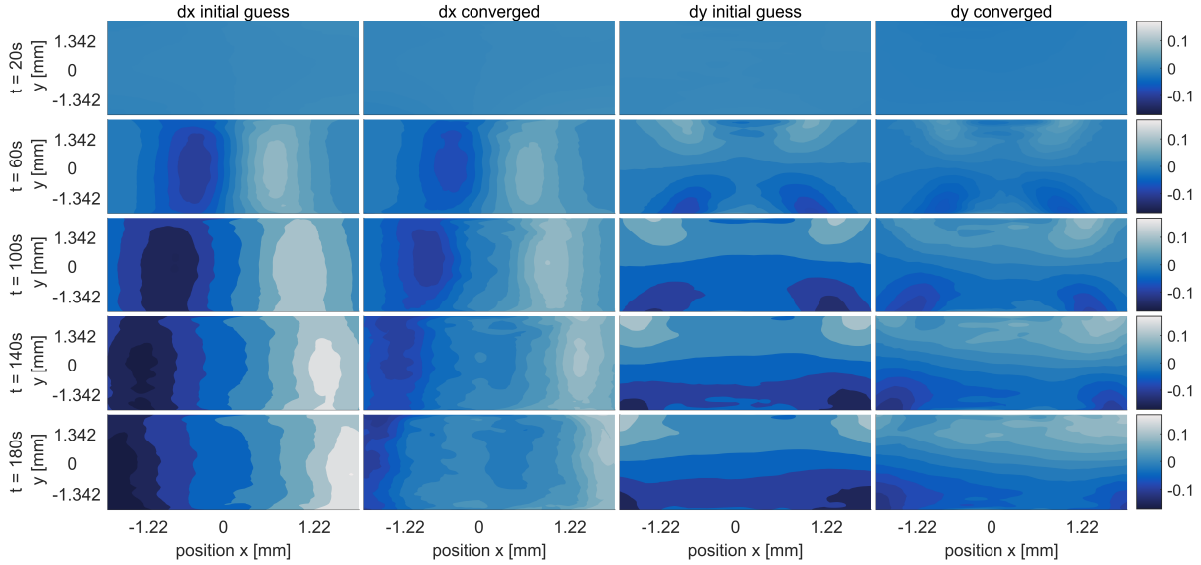 dx initial guess dx converged dy initial guess dy converged
t = 20s
y [mm]
1.342
0
-1.342
0.1
0
-0.1
t = 60s
y [mm]
1.342
0
-1.342
0.1
0
-0.1
t = 100s
y [mm]
1.342
0
-1.342
0.1
0
-0.1
t = 140s
y [mm]
1.342
0
-1.342
0.1
0
-0.1
t = 180s
y [mm]
1.342
0
-1.342
0.1
0
-0.1
-1.22 0 1.22 -1.22 0 1.22 -1.22 0 1.22 -1.22 0 1.22
position x [mm] position x [mm] position x [mm] position x [mm]